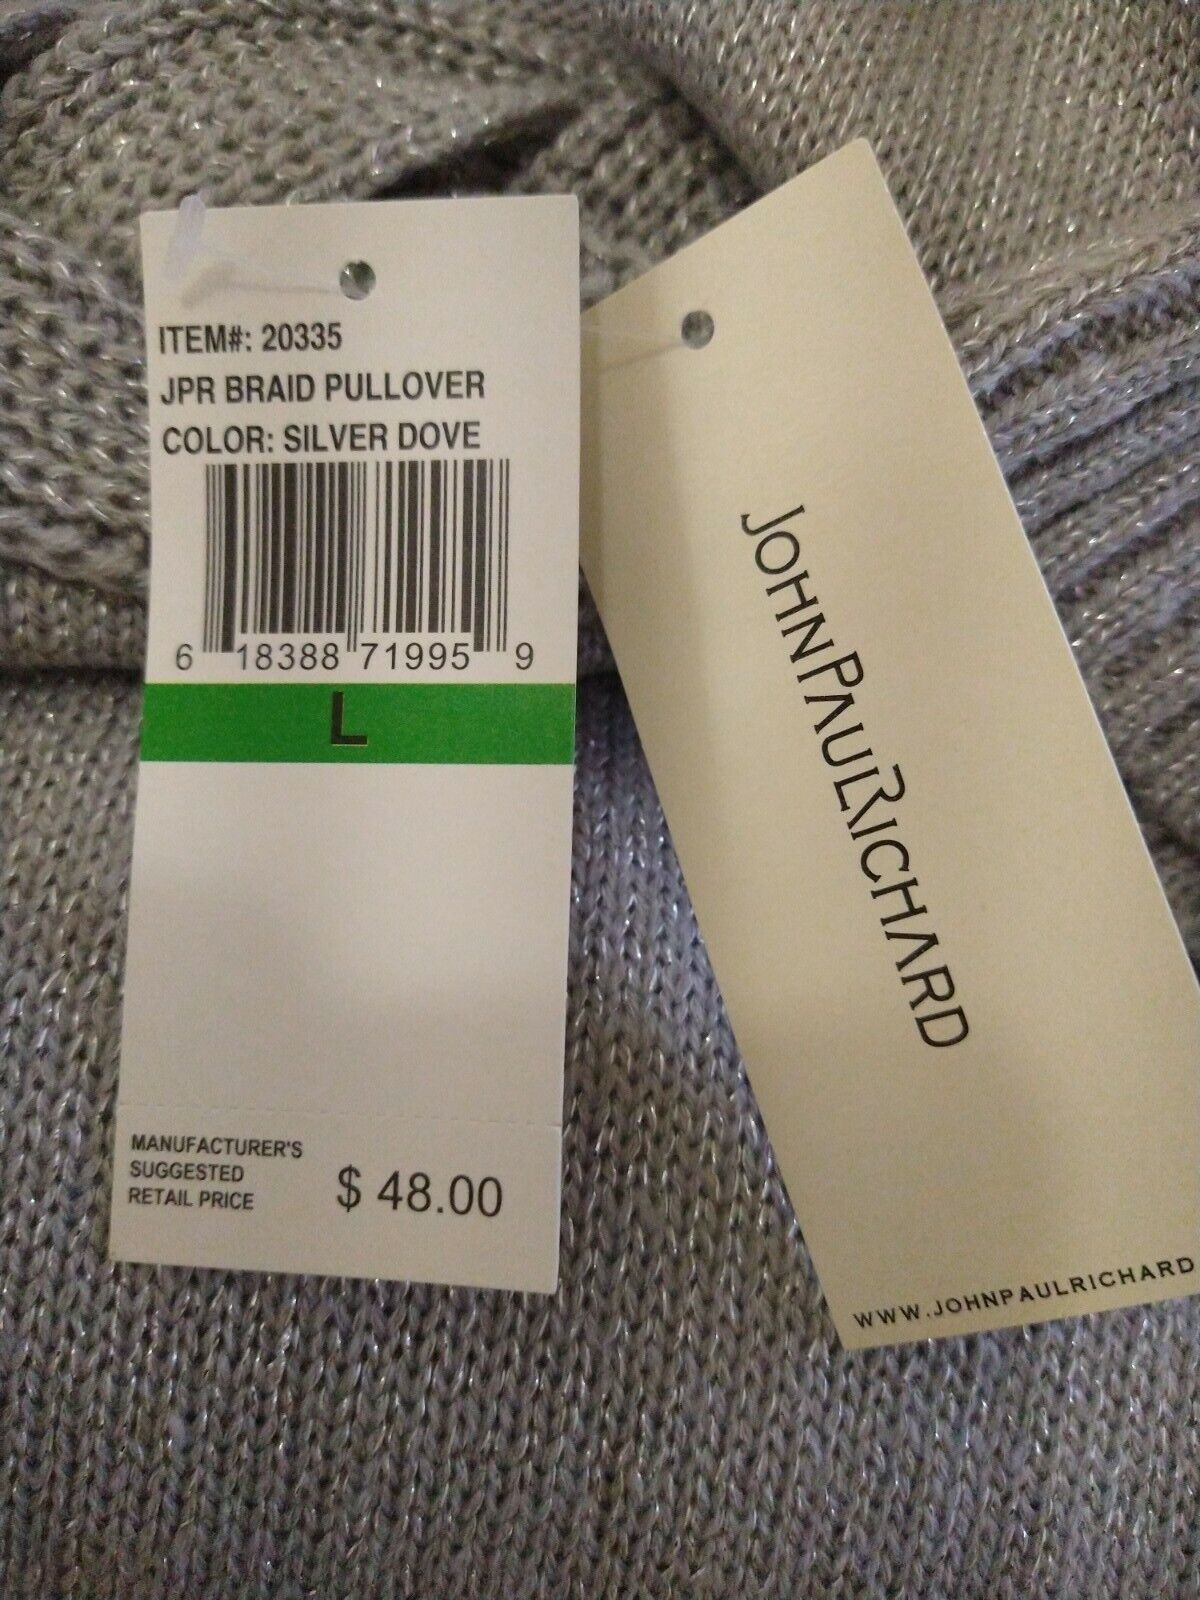 ITEM#: 20335
JPR BRAID PULLOVER
COLOR: SILVER DOVE
6 18388 71995 9
L
MANUFACTURER'S
SUGGESTED
RETAIL PRICE
$ 48.00
JOHNPAULRICHARD
WWW.JOHNPAULRICHARD